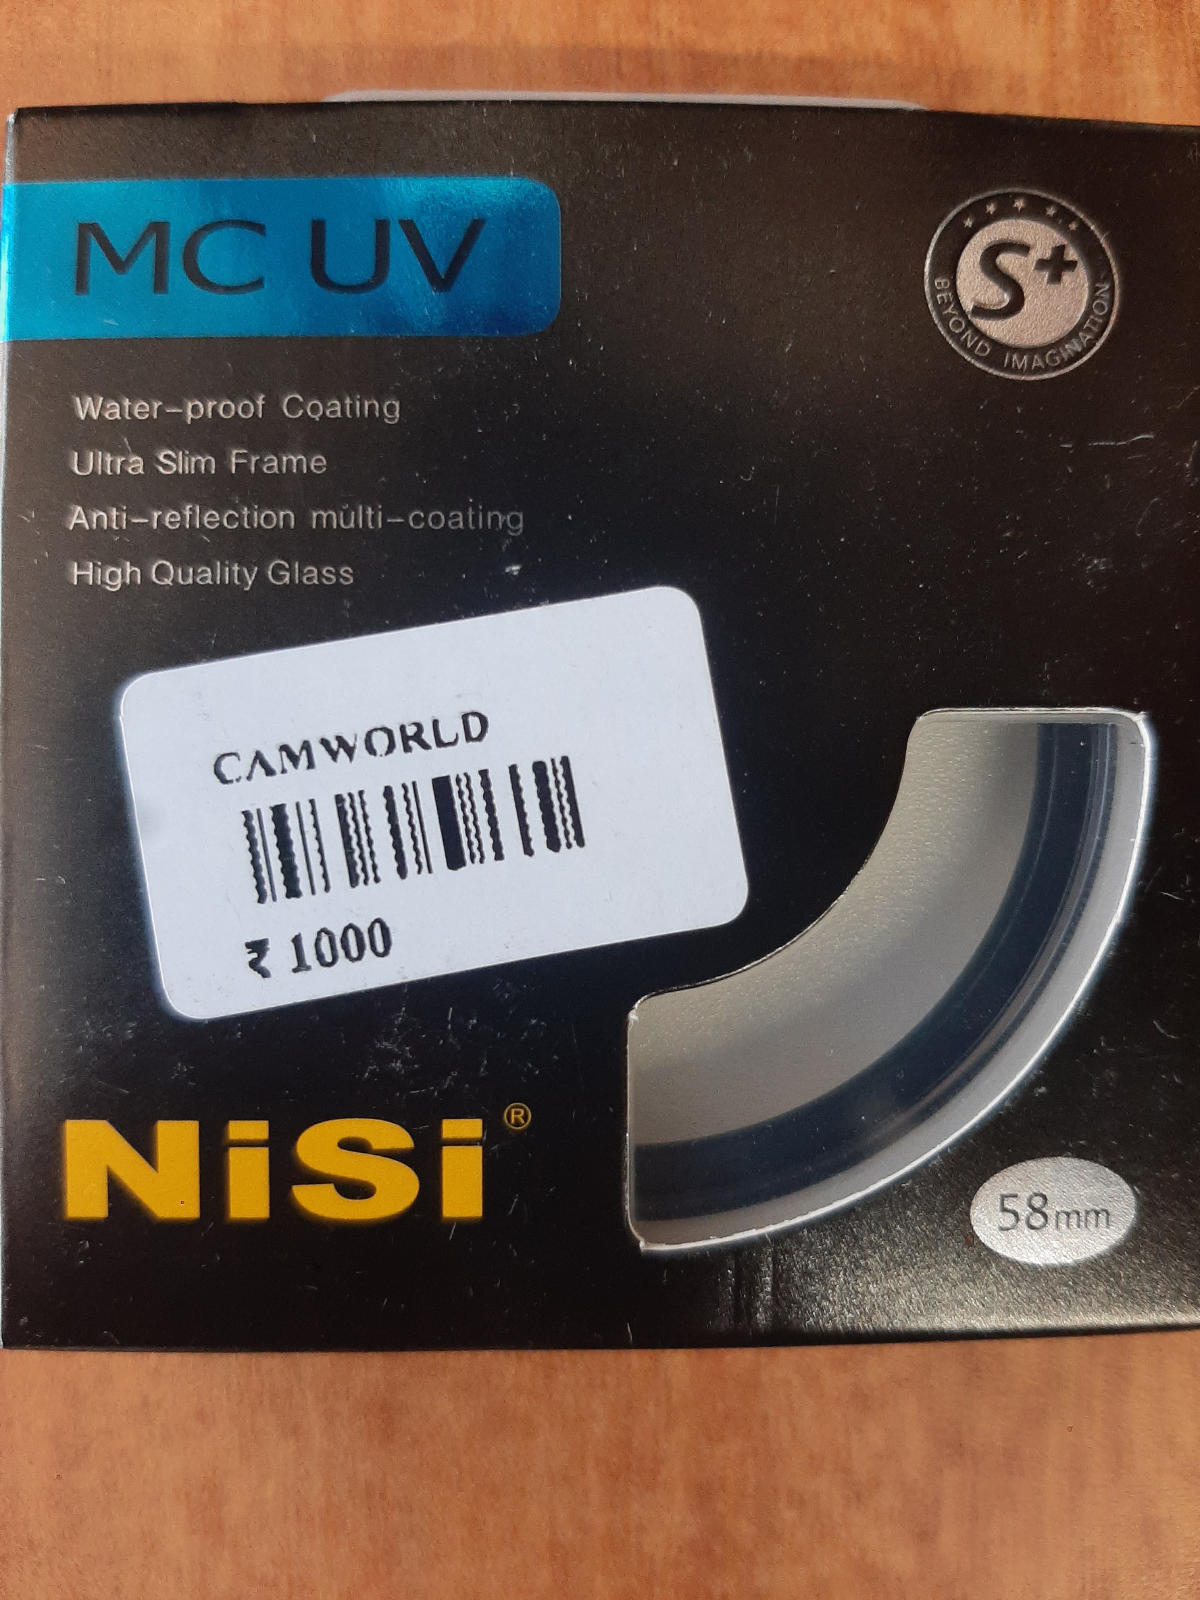 MC UV
S+
BEYOND IMAGINATION
Water-proof Coating
Ultra Slim Frame
Anti-reflection multi-coating
High Quality Glass
CAMWORLD
₹ 1000
NiSi®
58mm